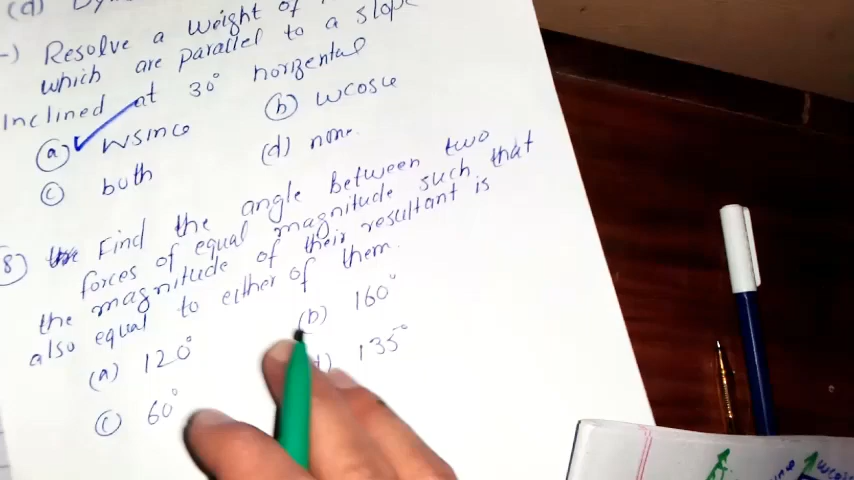 (a)
Resolve a weight of
which are parallel to a slope
Inclined at 30° horizental
(a) wsinθ (b) wcosθ
(c) both (d) none.
8) Find the angle between two
forces of equal magnitude such that
the magnitude of their resultant is
also equal to either of them.
(a) 120° (b) 160°
(c) 60° d) 135°